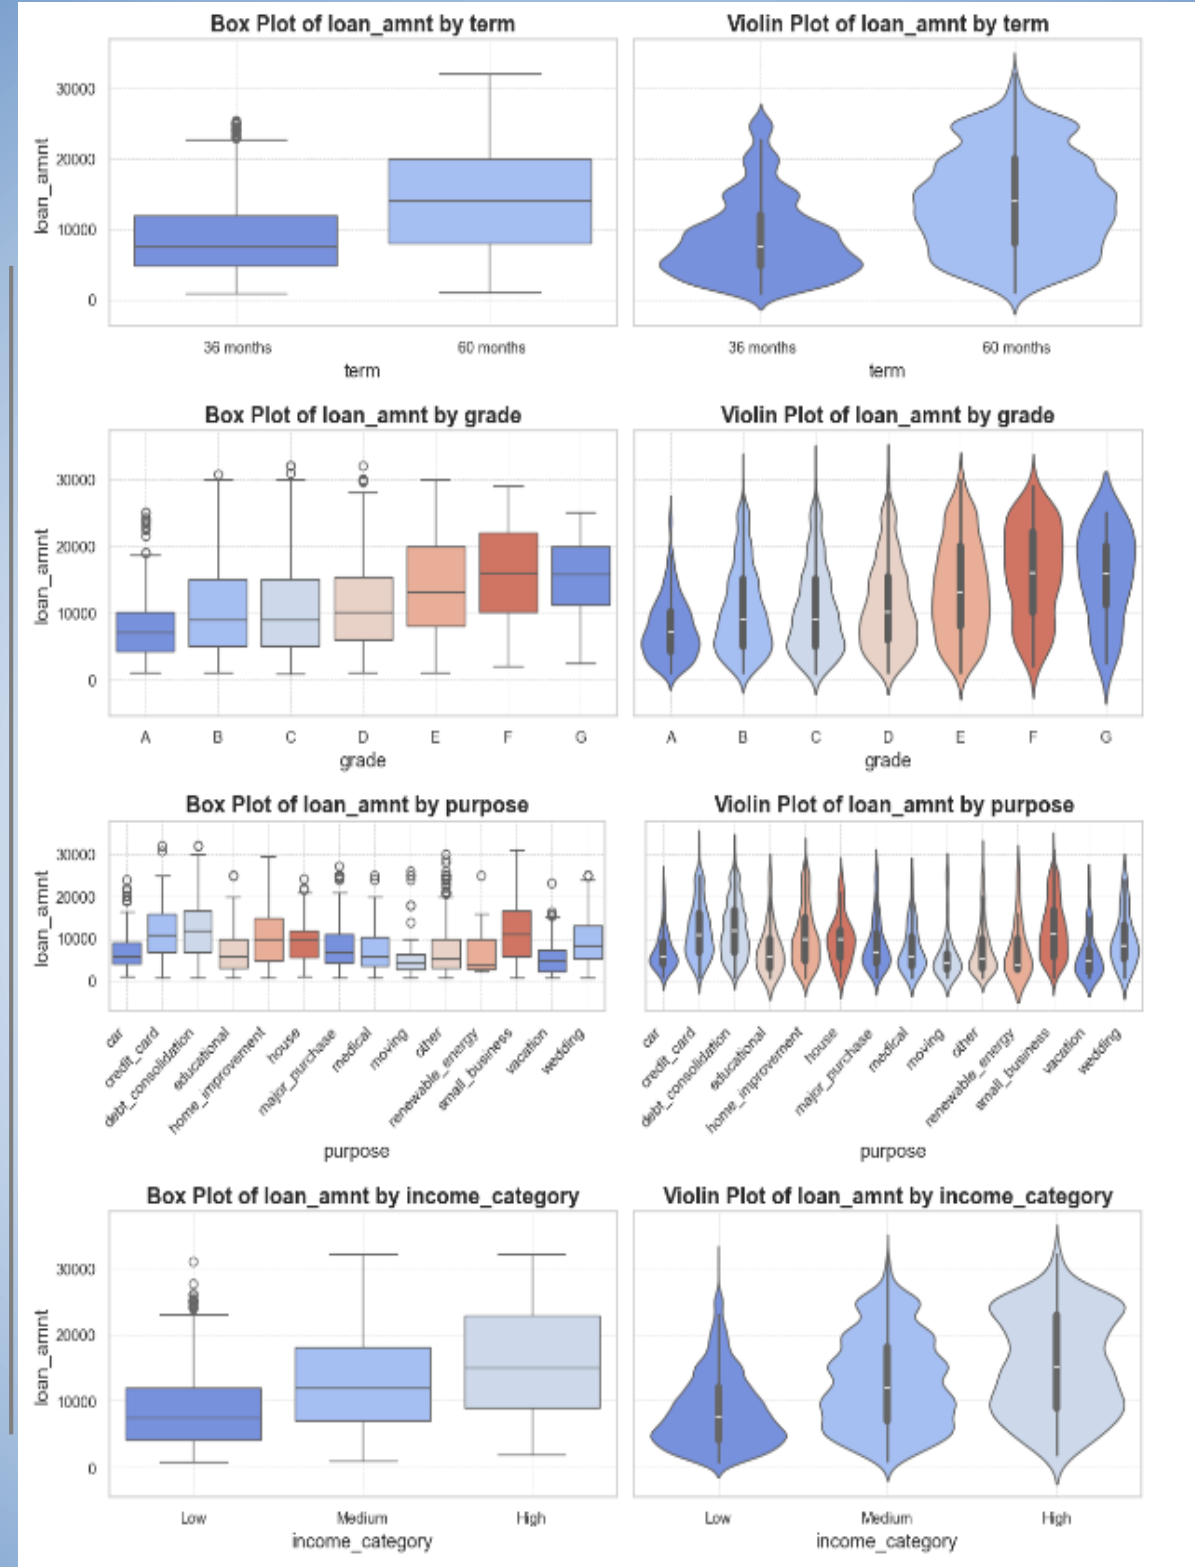 Box Plot of loan_amnt by term
loan_amnt
30000
20000
10000
0
36 months
60 months
term
Violin Plot of loan_amnt by term
36 months
60 months
term
Box Plot of loan_amnt by grade
loan_amnt
30000
20000
10000
0
A B C D E F G
grade
Violin Plot of loan_amnt by grade
A B C D E F G
grade
Box Plot of loan_amnt by purpose
loan_amnt
30000
20000
10000
0
car
credit_card
debt_consolidation
educational
home_improvement
house
major_purchase
medical
moving
other
renewable_energy
small_business
vacation
wedding
purpose
Violin Plot of loan_amnt by purpose
car
credit_card
debt_consolidation
educational
home_improvement
house
major_purchase
medical
moving
other
renewable_energy
small_business
vacation
wedding
purpose
Box Plot of loan_amnt by income_category
loan_amnt
30000
20000
10000
0
Low
Medium
High
income_category
Violin Plot of loan_amnt by income_category
Low
Medium
High
income_category